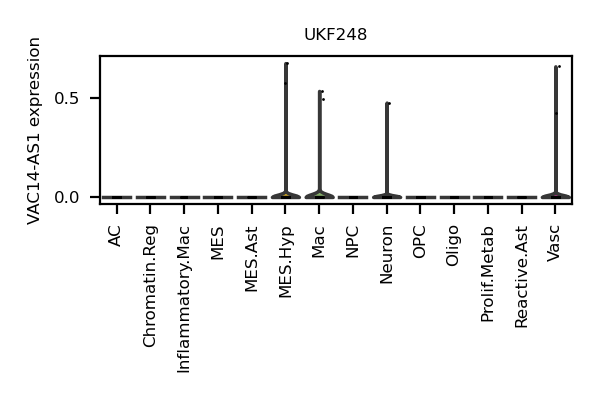 UKF248
VAC14-AS1 expression
0.5
0.0
AC
Chromatin.Reg
Inflammatory.Mac
MES
MES.Ast
MES.Hyp
Mac
NPC
Neuron
OPC
Oligo
Prolif.Metab
Reactive.Ast
Vasc